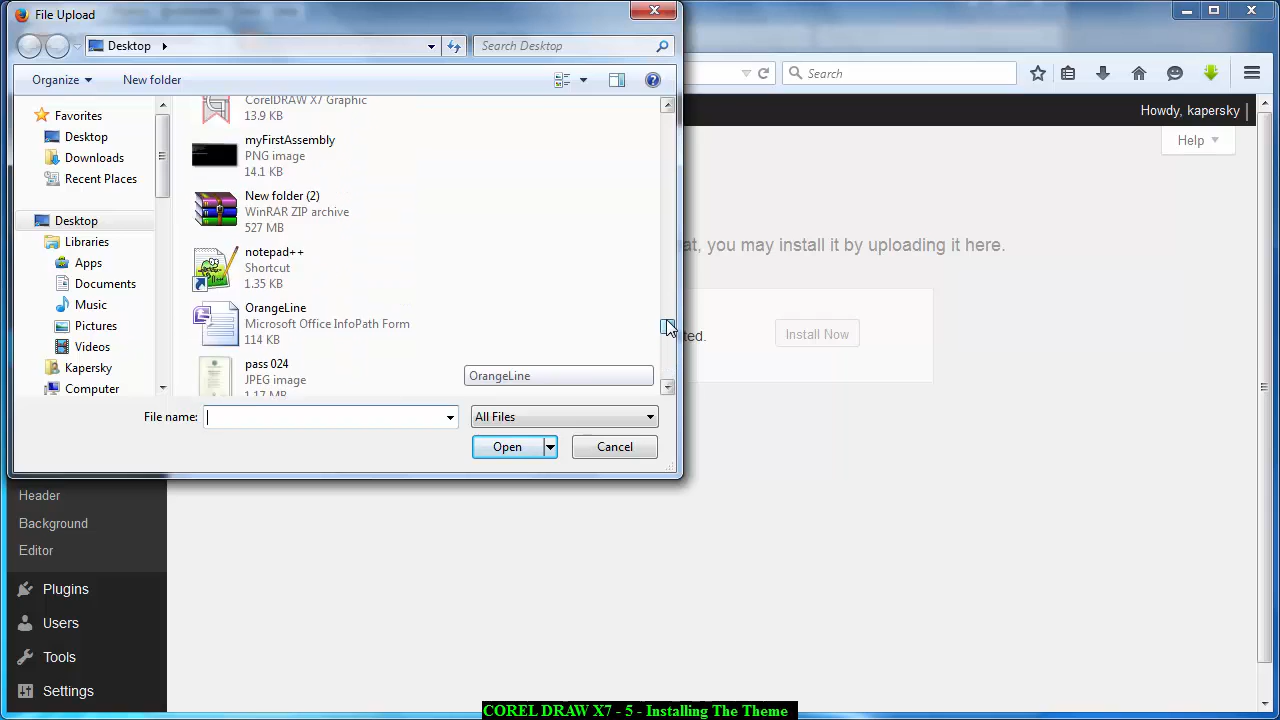 File Upload
Desktop
Search Desktop
Organize
New folder
Search
Howdy, kapersky
Help
Favorites
Desktop
Downloads
Recent Places
Desktop
Libraries
Apps
Documents
Music
Pictures
Videos
Kapersky
Computer
CorelDRAW X7 Graphic
13.9 KB
myFirstAssembly
PNG image
14.1 KB
New folder (2)
WinRAR ZIP archive
527 MB
notepad++
Shortcut
1.35 KB
OrangeLine
Microsoft Office InfoPath Form
114 KB
pass 024
JPEG image
1.17 MB
OrangeLine
File name:
All Files
Open
Cancel
at, you may install it by uploading it here.
ted.
Install Now
Header
Background
Editor
Plugins
Users
Tools
Settings
COREL DRAW X7 - 5 - Installing The Theme